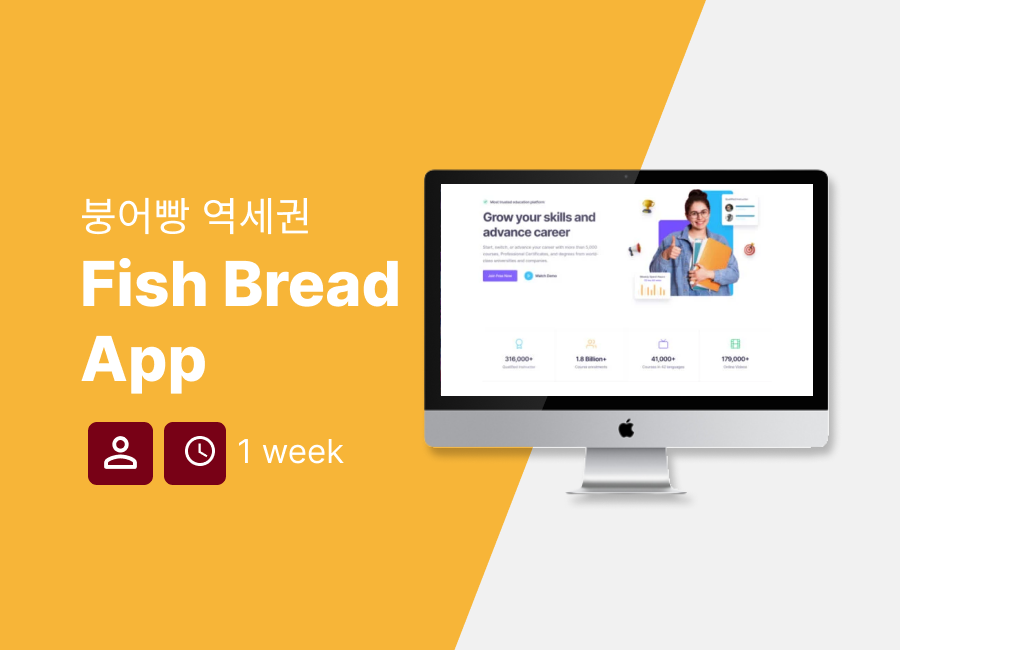 붕어빵 역세권
Fish Bread
App
1 week
Most trusted education platform
Grow your skills and
advance career
Start, switch, or advance your career with more than 5,000
courses, Professional Certificates, and degrees from world-
class universities and companies.
Join Free Now
Watch Demo
316,000+
1.8 Billion+
41,000+
179,000+
Qualified Instructor
Course enrolments
Courses in 42 languages
Online Videos